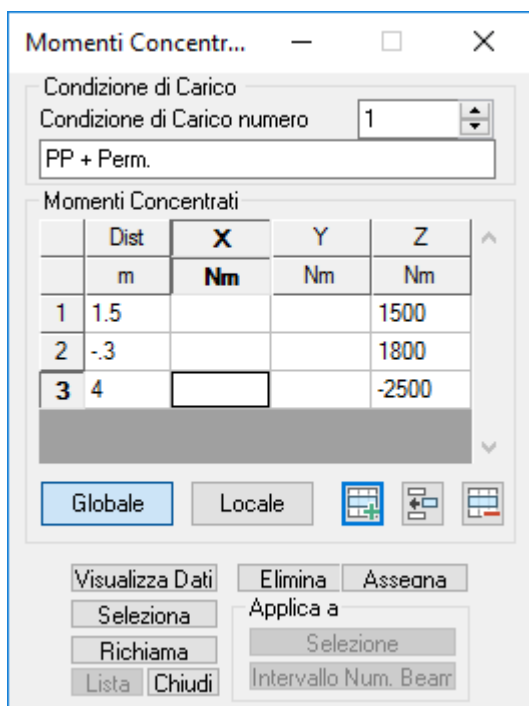 Momenti Concentr...
Condizione di Carico
Condizione di Carico numero 1
PP + Perm.
Momenti Concentrati
Dist X Y Z
m Nm Nm Nm
1 1.5 1500
2 -.3 1800
3 4 -2500
Globale Locale
Visualizza Dati Elimina Assegna
Seleziona Applica a
Richiama Selezione
Lista Chiudi Intervallo Num. Beam